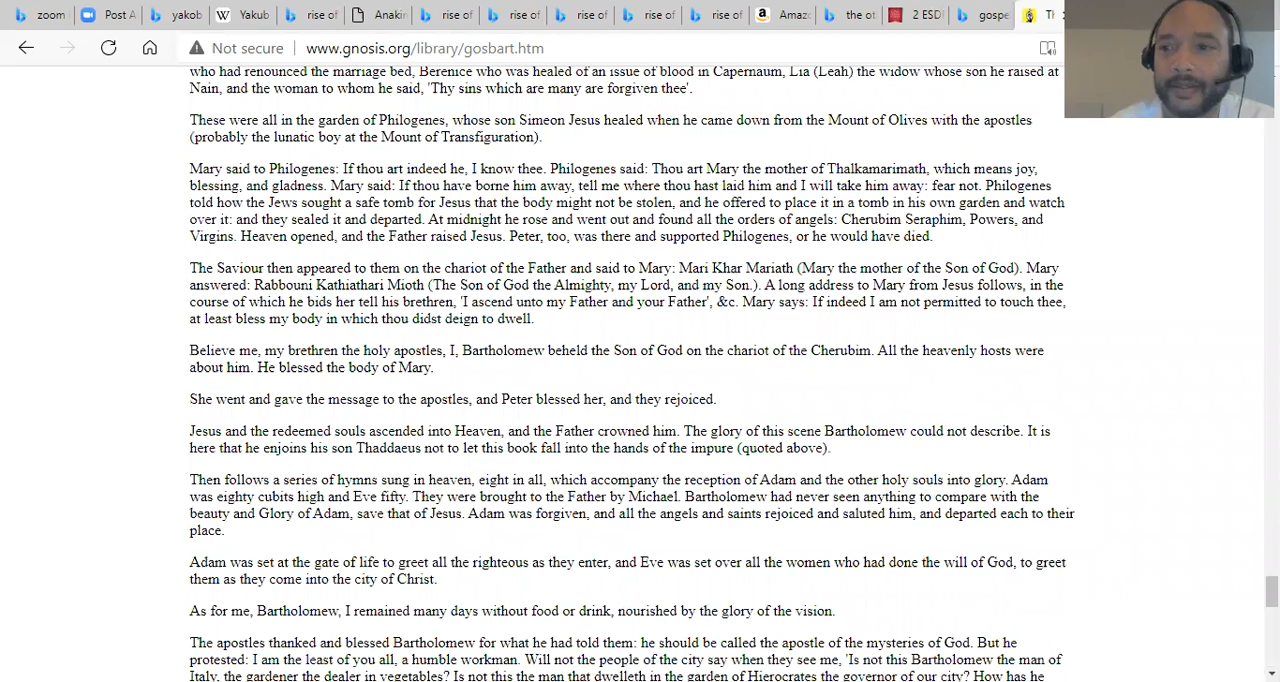 zoom
Post A
yakob
Yakub
rise of
Anakin
rise of
rise of
rise of
rise of
rise of
Amaz
the ot
2 ESD
gospe
Th
Not secure | www.gnosis.org/library/gosbart.htm
who had renounced the marriage bed, Berenice who was healed of an issue of blood in Capernaum, Lia (Leah) the widow whose son he raised at
Nain, and the woman to whom he said, 'Thy sins which are many are forgiven thee'.
These were all in the garden of Philogenes, whose son Simeon Jesus healed when he came down from the Mount of Olives with the apostles
(probably the lunatic boy at the Mount of Transfiguration).
Mary said to Philogenes: If thou art indeed he, I know thee. Philogenes said: Thou art Mary the mother of Thalkamarimath, which means joy,
blessing, and gladness. Mary said: If thou have borne him away, tell me where thou hast laid him and I will take him away: fear not. Philogenes
told how the Jews sought a safe tomb for Jesus that the body might not be stolen, and he offered to place it in a tomb in his own garden and watch
over it: and they sealed it and departed. At midnight he rose and went out and found all the orders of angels: Cherubim Seraphim, Powers, and
Virgins. Heaven opened, and the Father raised Jesus. Peter, too, was there and supported Philogenes, or he would have died.
The Saviour then appeared to them on the chariot of the Father and said to Mary: Mari Khar Mariath (Mary the mother of the Son of God). Mary
answered: Rabbouni Kathiathari Mioth (The Son of God the Almighty, my Lord, and my Son.). A long address to Mary from Jesus follows, in the
course of which he bids her tell his brethren, 'I ascend unto my Father and your Father', &c. Mary says: If indeed I am not permitted to touch thee,
at least bless my body in which thou didst deign to dwell.
Believe me, my brethren the holy apostles, I, Bartholomew beheld the Son of God on the chariot of the Cherubim. All the heavenly hosts were
about him. He blessed the body of Mary.
She went and gave the message to the apostles, and Peter blessed her, and they rejoiced.
Jesus and the redeemed souls ascended into Heaven, and the Father crowned him. The glory of this scene Bartholomew could not describe. It is
here that he enjoins his son Thaddaeus not to let this book fall into the hands of the impure (quoted above).
Then follows a series of hymns sung in heaven, eight in all, which accompany the reception of Adam and the other holy souls into glory. Adam
was eighty cubits high and Eve fifty. They were brought to the Father by Michael. Bartholomew had never seen anything to compare with the
beauty and Glory of Adam, save that of Jesus. Adam was forgiven, and all the angels and saints rejoiced and saluted him, and departed each to their
place.
Adam was set at the gate of life to greet all the righteous as they enter, and Eve was set over all the women who had done the will of God, to greet
them as they come into the city of Christ.
As for me, Bartholomew, I remained many days without food or drink, nourished by the glory of the vision.
The apostles thanked and blessed Bartholomew for what he had told them: he should be called the apostle of the mysteries of God. But he
protested: I am the least of you all, a humble workman. Will not the people of the city say when they see me, 'Is not this Bartholomew the man of
Italy, the gardener the dealer in vegetables? Is not this the man that dwelleth in the garden of Hierocrates the governor of our city? How has he